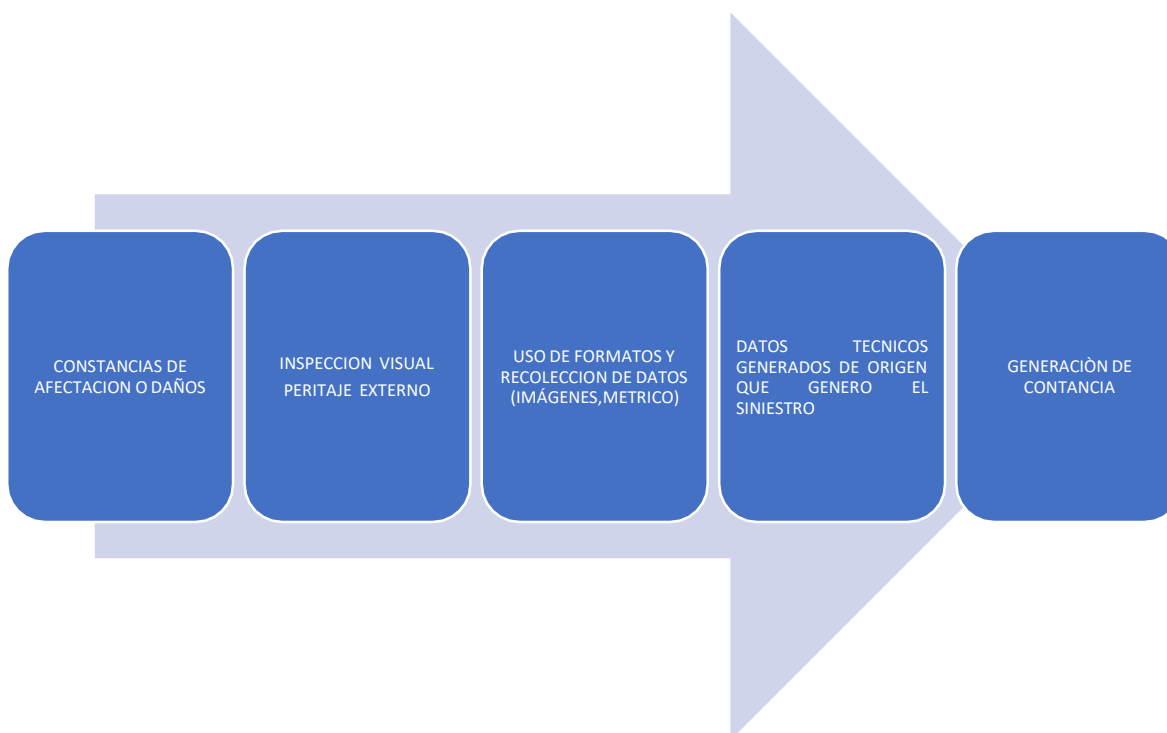 CONSTANCIAS DE
AFECTACION O DAÑOS
INSPECCION VISUAL
PERITAJE EXTERNO
USO DE FORMATOS Y
RECOLECCION DE DATOS
(IMÁGENES,METRICO)
DATOS TECNICOS
GENERADOS DE ORIGEN
QUE GENERO EL
SINIESTRO
GENERACIÒN DE
CONTANCIA